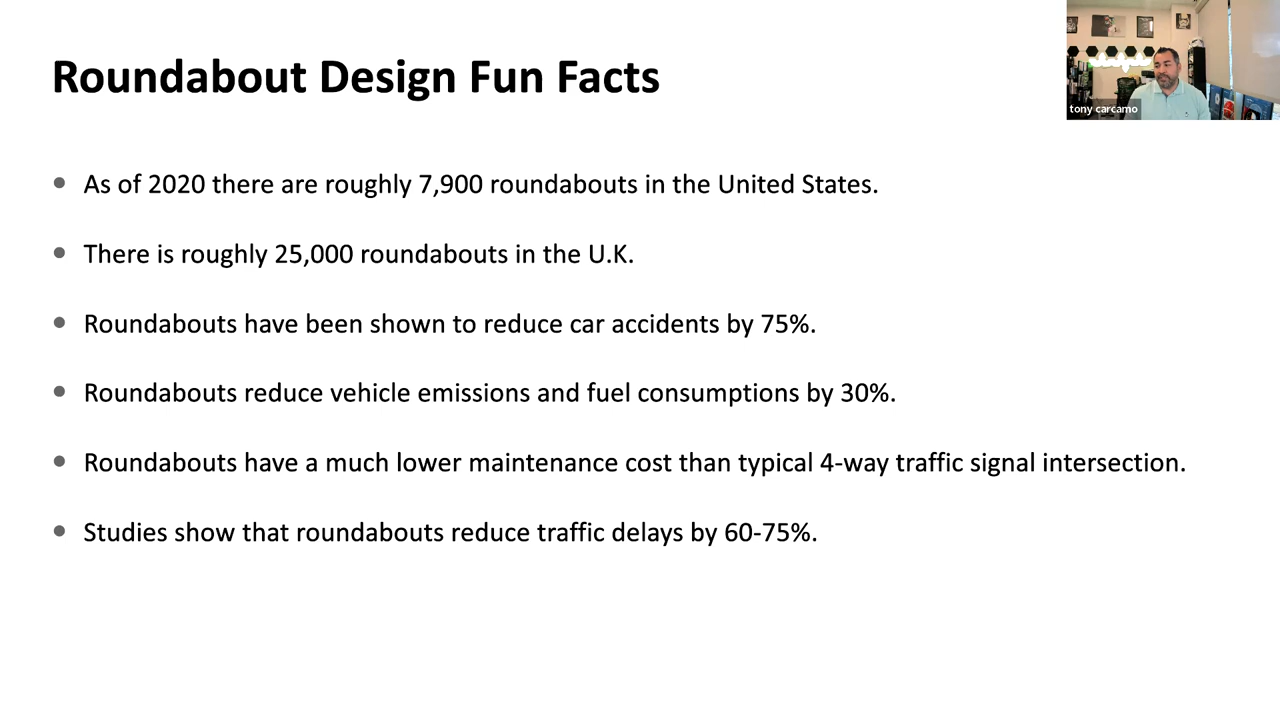 Roundabout Design Fun Facts
tony carcamo
• As of 2020 there are roughly 7,900 roundabouts in the United States.
• There is roughly 25,000 roundabouts in the U.K.
• Roundabouts have been shown to reduce car accidents by 75%.
• Roundabouts reduce vehicle emissions and fuel consumptions by 30%.
• Roundabouts have a much lower maintenance cost than typical 4-way traffic signal intersection.
• Studies show that roundabouts reduce traffic delays by 60-75%.